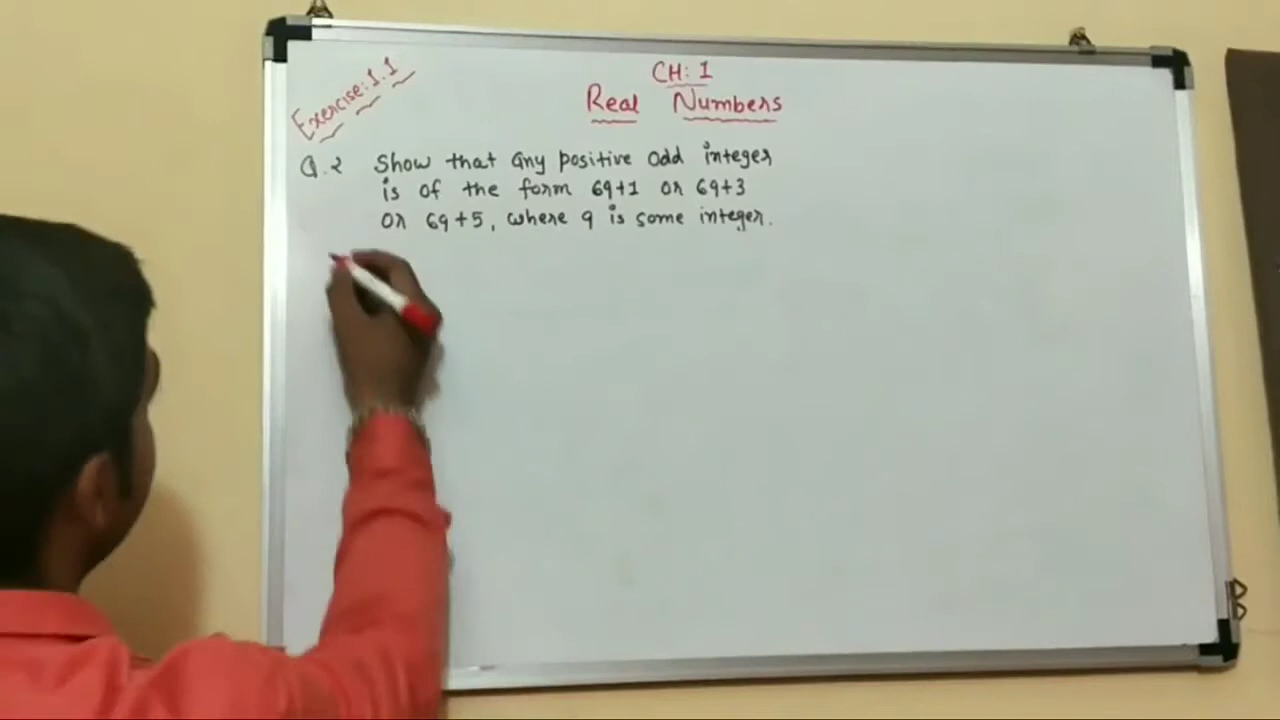 CH: 1
Real Numbers
Exercise: 1.1
Q.2 Show that any positive odd integer
is of the form 6q+1 or 6q+3
or 6q+5, where q is some integer.